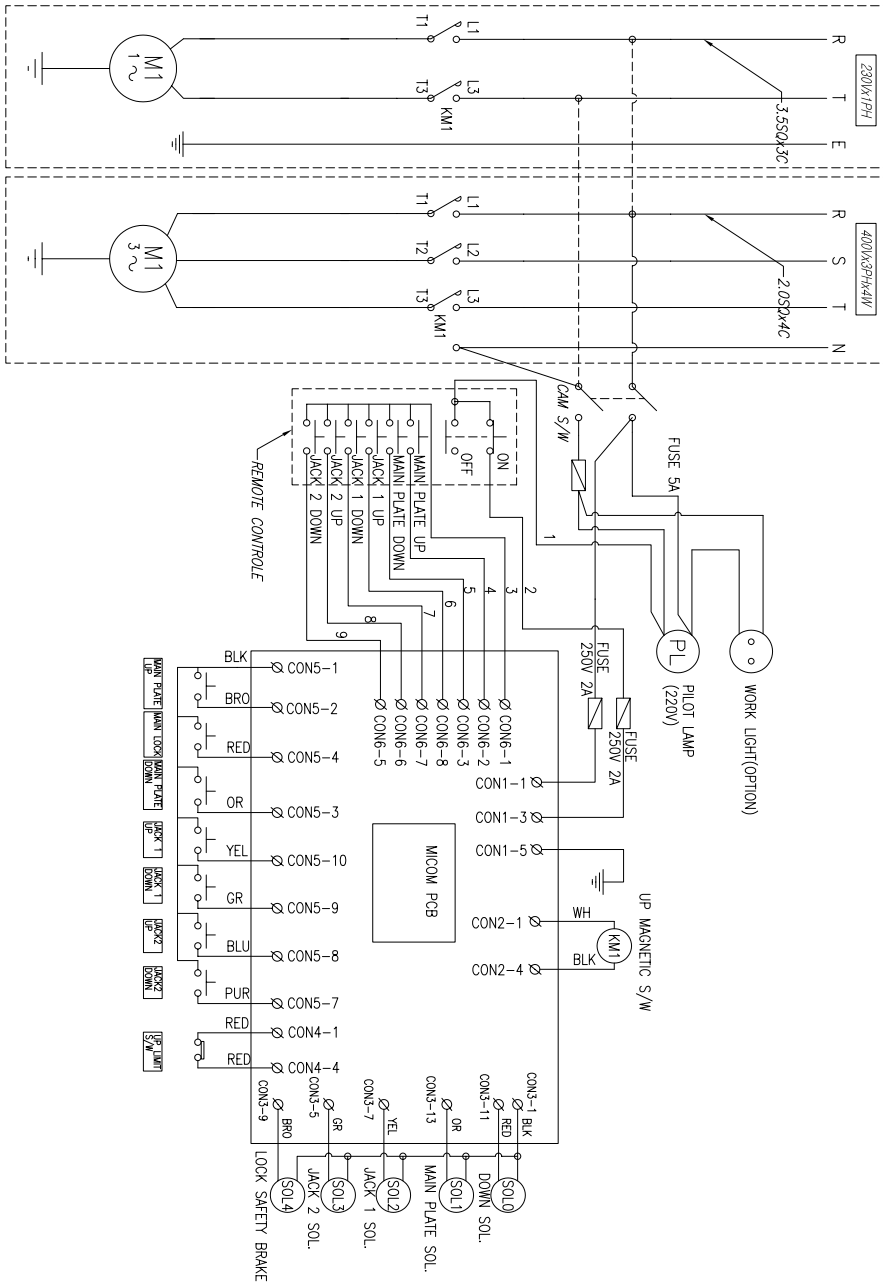 230Vx1PH
R
T
E
3.5SQx3C
L1
T1
L3
T3
KM1
M1
1~
400Vx3PHx4W
R
S
T
N
2.0SQx4C
L1
T1
L2
T2
L3
T3
KM1
M1
3~
CAM S/W
FUSE 5A
WORK LIGHT(OPTION)
PL
PILOT LAMP
(220V)
ON
OFF
MAIN PLATE UP
MAIN PLATE DOWN
JACK 1 UP
JACK 1 DOWN
JACK 2 UP
JACK 2 DOWN
REMOTE CONTROLE
1
2
3
4
5
6
7
8
9
FUSE
250V 2A
FUSE
250V 2A
CON6-1
CON6-2
CON6-3
CON6-8
CON6-7
CON6-6
CON6-5
CON1-1
CON1-3
CON1-5
CON2-1
CON2-4
WH
BLK
KM1
UP MAGNETIC S/W
MICOM PCB
BLK
CON5-1
BRO
CON5-2
RED
CON5-4
OR
CON5-3
YEL
CON5-10
GR
CON5-9
BLU
CON5-8
PUR
CON5-7
RED
CON4-1
RED
CON4-4
MAIN PLATE
UP
MAIN LOCK
MAIN PLATE
DOWN
JACK 1
UP
JACK 1
DOWN
JACK2
UP
JACK2
DOWN
UP LIMIT
S/W
CON3-1
BLK
CON3-11
RED
CON3-13
OR
CON3-7
YEL
CON3-5
GR
CON3-9
BRO
SOL0
DOWN SOL.
SOL1
MAIN PLATE SOL.
SOL2
JACK 1 SOL.
SOL3
JACK 2 SOL.
SOL4
LOCK SAFETY BRAKE